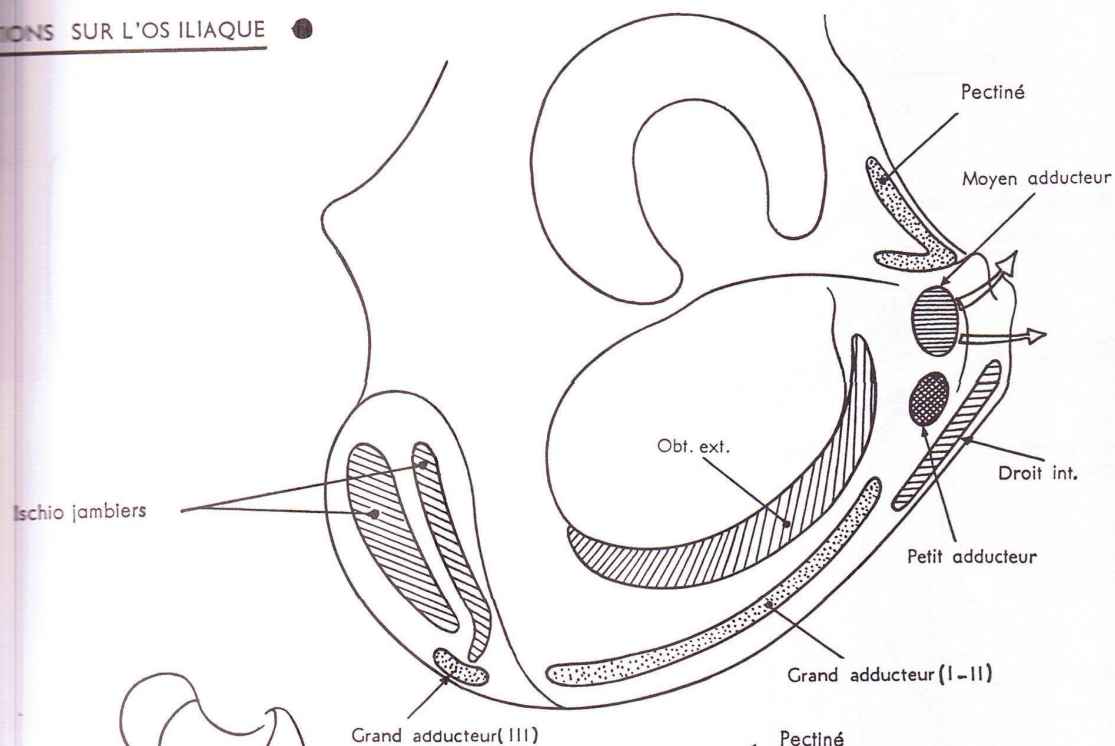 IONS SUR L'OS ILIAQUE
Pectiné
Moyen adducteur
Obt. ext.
Droit int.
Ischio jambiers
Petit adducteur
Grand adducteur (I-II)
Grand adducteur (III)
Pectiné